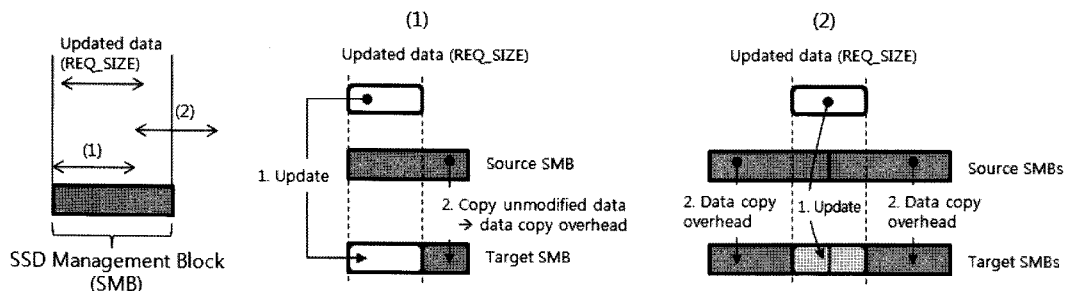 Updated data
(REQ_SIZE)
(2)
(1)
SSD Management Block
(SMB)
(1)
Updated data (REQ_SIZE)
1. Update
Source SMB
2. Copy unmodified data
→ data copy overhead
Target SMB
(2)
Updated data (REQ_SIZE)
Source SMBs
2. Data copy
overhead
1. Update
2. Data copy
overhead
Target SMBs